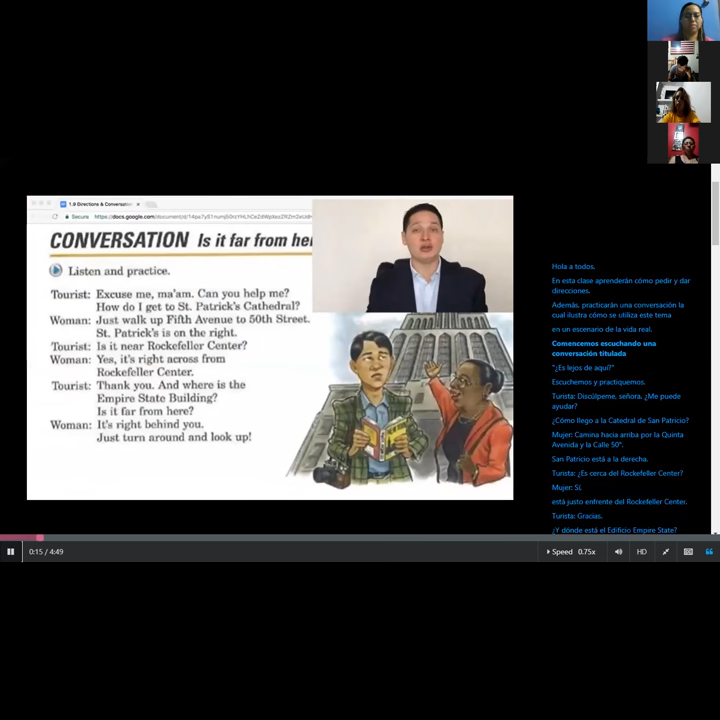 1.9 Directions & Conversation
Secure
CONVERSATION Is it far from her
Listen and practice.
Tourist: Excuse me, ma'am. Can you help me?
How do I get to St. Patrick's Cathedral?
Woman: Just walk up Fifth Avenue to 50th Street.
St. Patrick's is on the right.
Tourist: Is it near Rockefeller Center?
Woman: Yes, it's right across from
Rockefeller Center.
Tourist: Thank you. And where is the
Empire State Building?
Is it far from here?
Woman: It's right behind you.
Just turn around and look up!
Hola a todos.
En esta clase aprenderán cómo pedir y dar
direcciones.
Además, practicarán una conversación la
cual ilustra cómo se utiliza este tema
en un escenario de la vida real.
Comencemos escuchando una
conversación titulada
"¿Es lejos de aquí?"
Escuchemos y practiquemos.
Turista: Discúlpeme, señora. ¿Me puede
ayudar?
¿Cómo llego a la Catedral de San Patricio?
Mujer: Camina hacia arriba por la Quinta
Avenida y la Calle 50".
San Patricio está a la derecha.
Turista: ¿Es cerca del Rockefeller Center?
Mujer: Sí.
está justo enfrente del Rockefeller Center.
Turista: Gracias.
¿Y dónde está el Edificio Empire State?
0:15 / 4:49
Speed 0.75x
HD